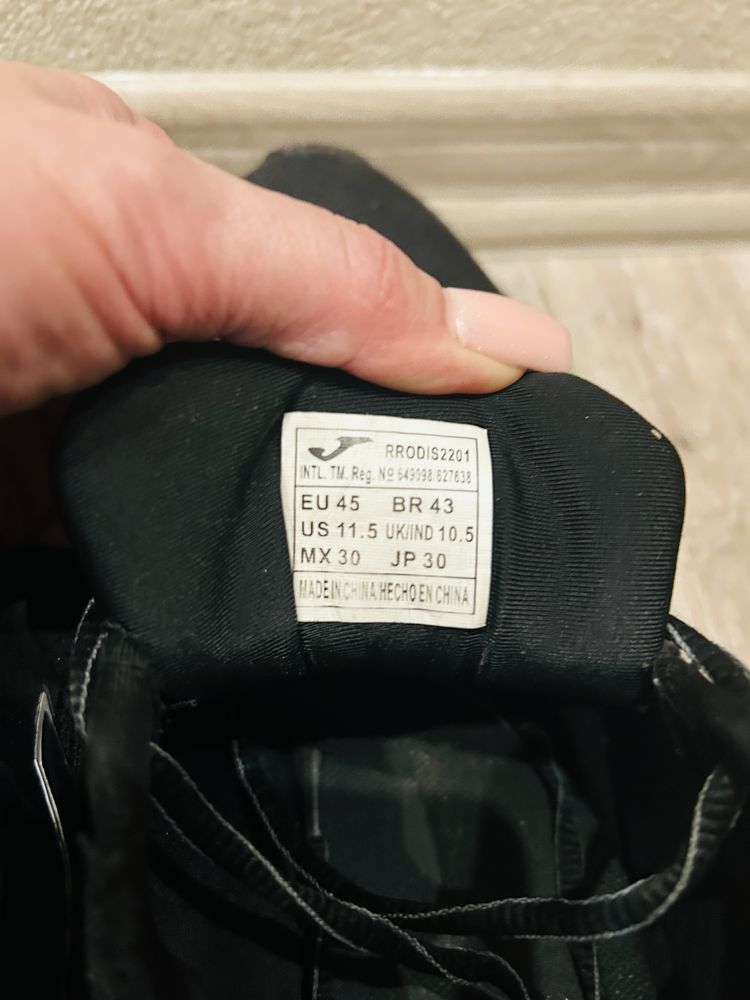 RRODIS2201
INTL. TM. Reg. Nº 649098/627638
EU 45 BR 43
US 11.5 UK/IND 10.5
MX 30 JP 30
MADE IN CHINA/HECHO EN CHINA